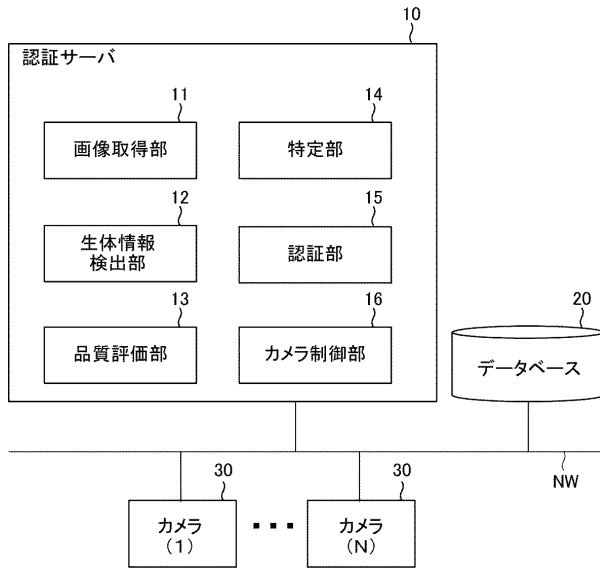 10
認証サーバ
11
画像取得部
14
特定部
12
生体情報
検出部
15
認証部
13
品質評価部
16
カメラ制御部
20
データベース
NW
30
カメラ
(1)
30
カメラ
(N)